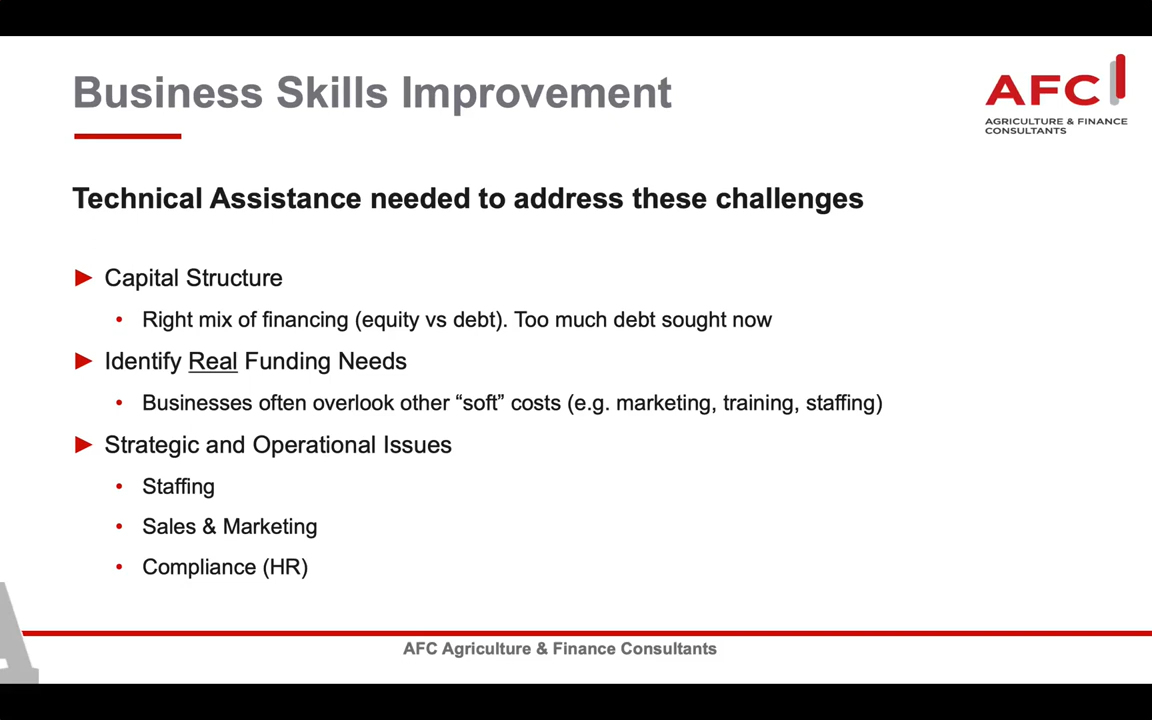 Business Skills Improvement
AFC
AGRICULTURE & FINANCE
CONSULTANTS
Technical Assistance needed to address these challenges
Capital Structure
Right mix of financing (equity vs debt). Too much debt sought now
Identify Real Funding Needs
Businesses often overlook other “soft” costs (e.g. marketing, training, staffing)
Strategic and Operational Issues
Staffing
Sales & Marketing
Compliance (HR)
AFC Agriculture & Finance Consultants